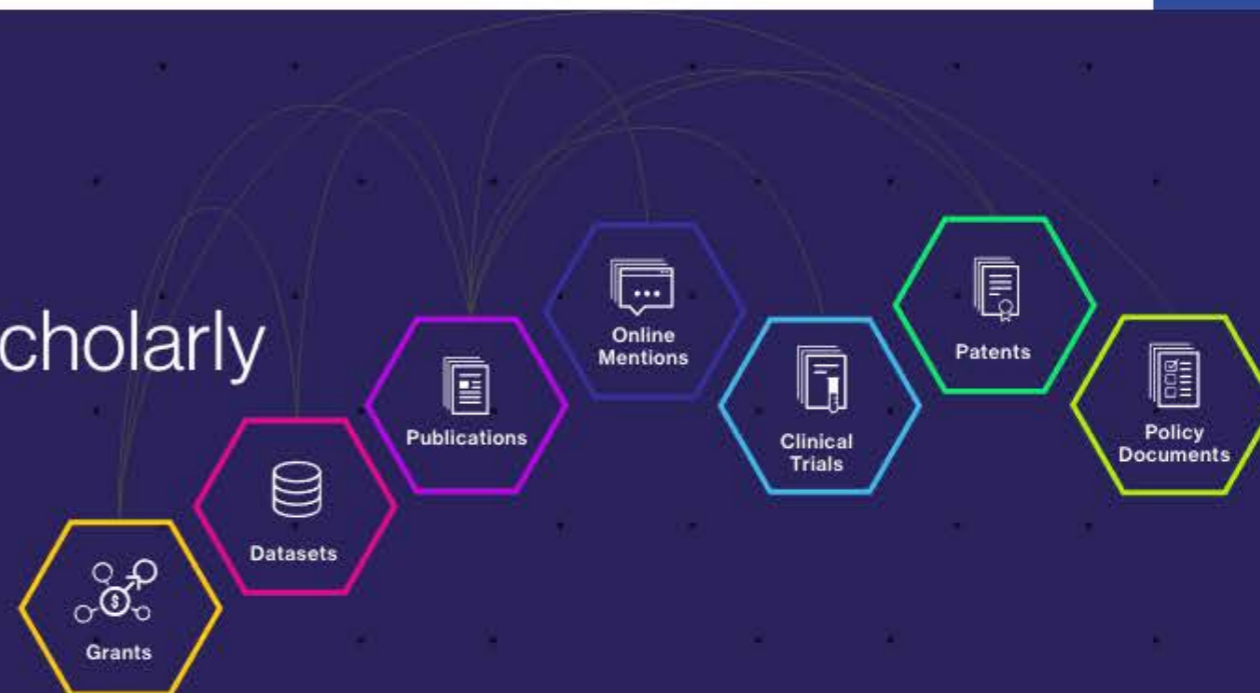 cholarly
Grants
Datasets
Publications
Online
Mentions
Clinical
Trials
Patents
Policy
Documents